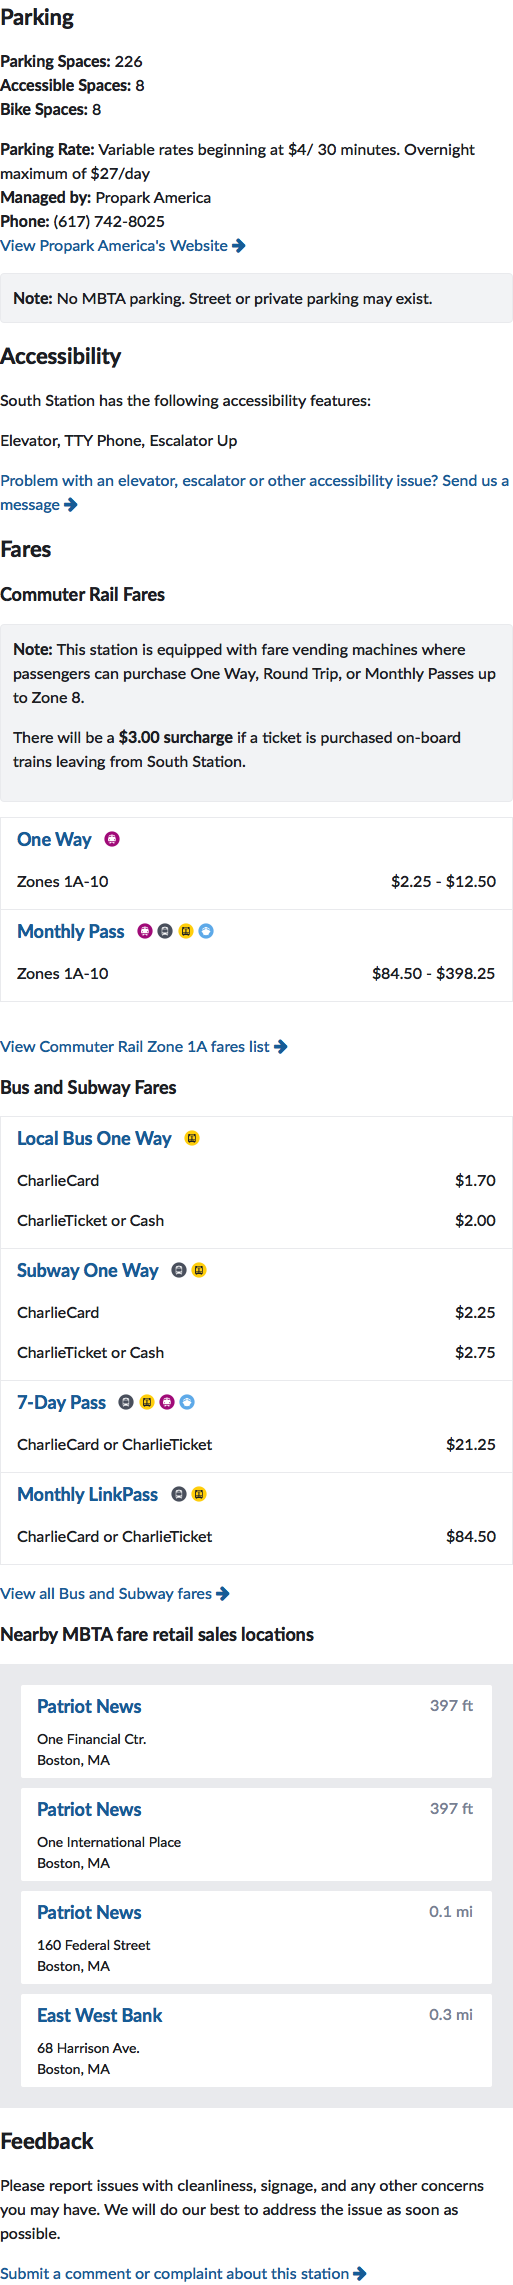 Parking
Parking Spaces: 226
Accessible Spaces: 8
Bike Spaces: 8
Parking Rate: Variable rates beginning at $4/ 30 minutes. Overnight
maximum of $27/day
Managed by: Propark America
Phone: (617) 742-8025
View Propark America's Website
Note: No MBTA parking. Street or private parking may exist.
Accessibility
South Station has the following accessibility features:
Elevator, TTY Phone, Escalator Up
Problem with an elevator, escalator or other accessibility issue? Send us a
message
Fares
Commuter Rail Fares
Note: This station is equipped with fare vending machines where
passengers can purchase One Way, Round Trip, or Monthly Passes up
to Zone 8.
There will be a $3.00 surcharge if a ticket is purchased on-board
trains leaving from South Station.
One Way
Zones 1A-10 $2.25 - $12.50
Monthly Pass
Zones 1A-10 $84.50 - $398.25
View Commuter Rail Zone 1A fares list
Bus and Subway Fares
Local Bus One Way
CharlieCard $1.70
CharlieTicket or Cash $2.00
Subway One Way
CharlieCard $2.25
CharlieTicket or Cash $2.75
7-Day Pass
CharlieCard or CharlieTicket $21.25
Monthly LinkPass
CharlieCard or CharlieTicket $84.50
View all Bus and Subway fares
Nearby MBTA fare retail sales locations
Patriot News 397 ft
One Financial Ctr.
Boston, MA
Patriot News 397 ft
One International Place
Boston, MA
Patriot News 0.1 mi
160 Federal Street
Boston, MA
East West Bank 0.3 mi
68 Harrison Ave.
Boston, MA
Feedback
Please report issues with cleanliness, signage, and any other concerns
you may have. We will do our best to address the issue as soon as
possible.
Submit a comment or complaint about this station